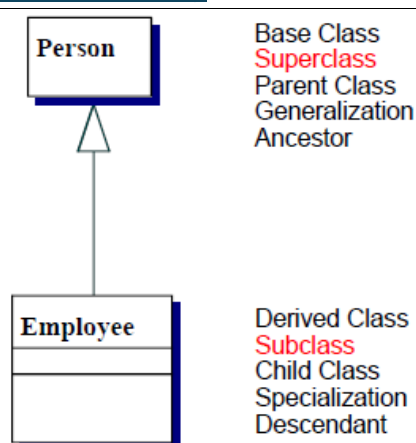 Person
Base Class
Superclass
Parent Class
Generalization
Ancestor
Employee
Derived Class
Subclass
Child Class
Specialization
Descendant